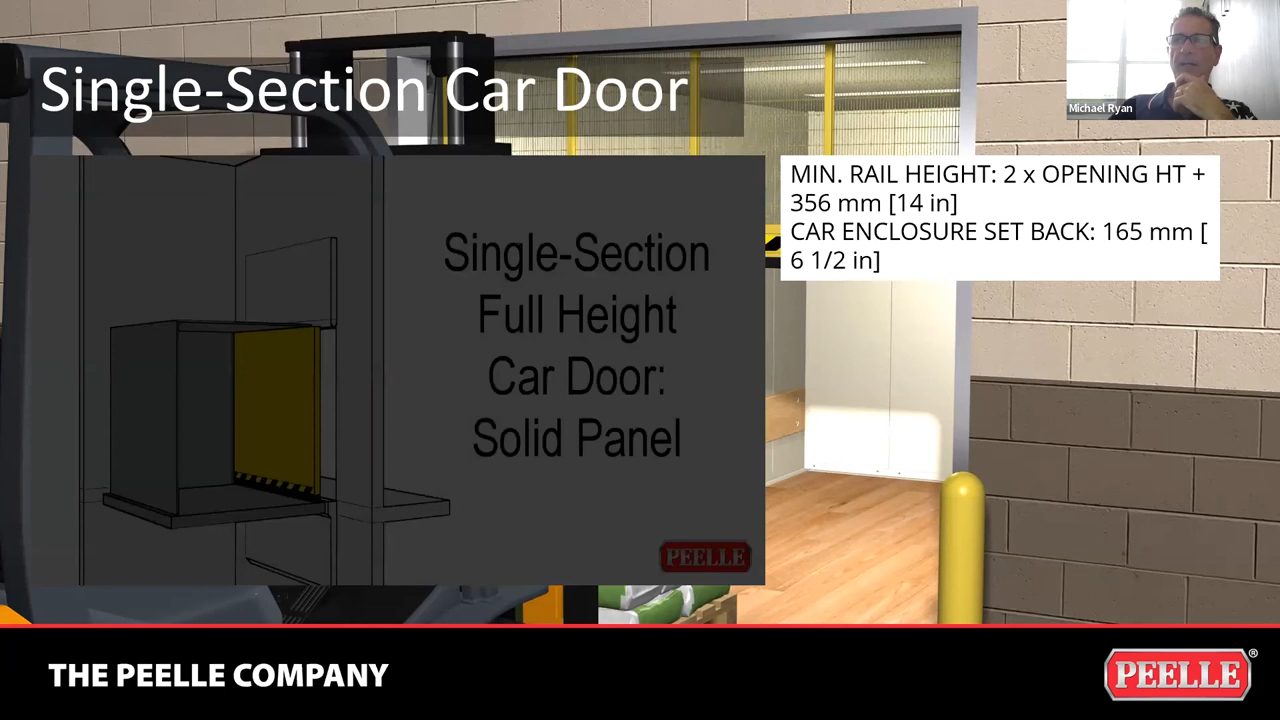 Single-Section Car Door
Michael Ryan
MIN. RAIL HEIGHT: 2 x OPENING HT +
356 mm [14 in]
CAR ENCLOSURE SET BACK: 165 mm [
6 1/2 in]
Single-Section
Full Height
Car Door:
Solid Panel
PEELLE
THE PEELLE COMPANY
PEELLE®